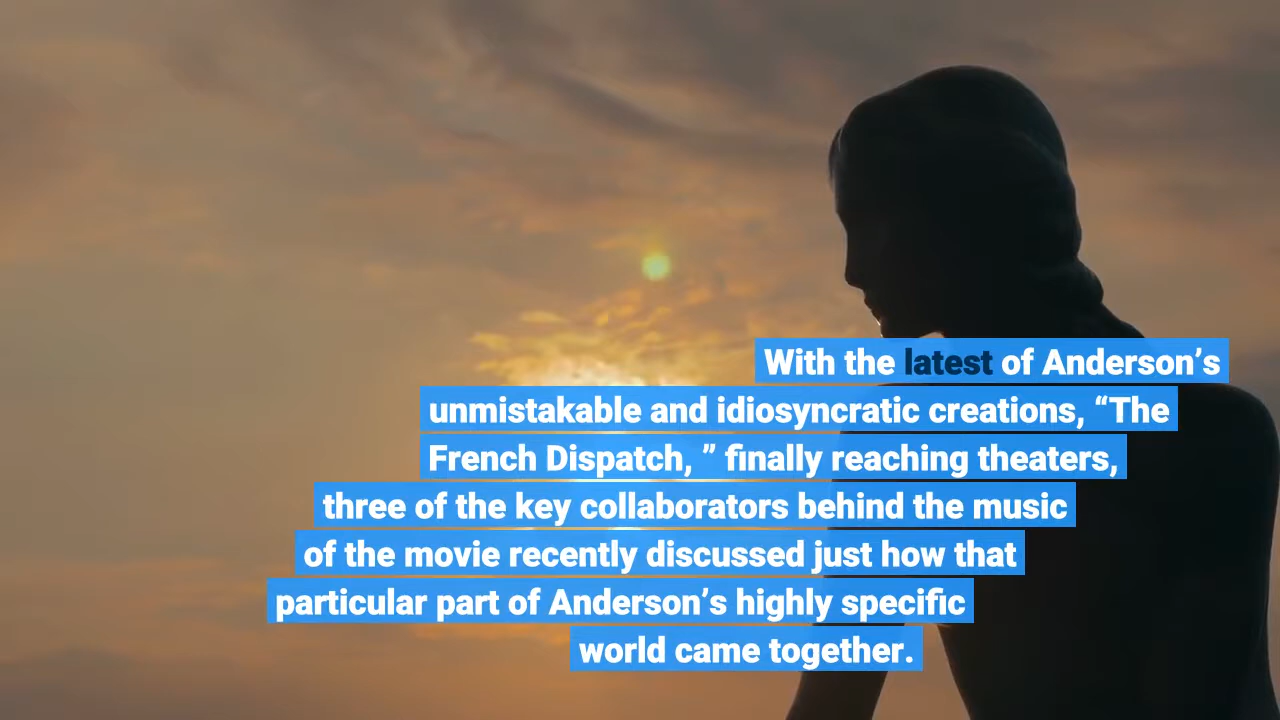 With the latest of Anderson’s
unmistakable and idiosyncratic creations, “The
French Dispatch, ” finally reaching theaters,
three of the key collaborators behind the music
of the movie recently discussed just how that
particular part of Anderson’s highly specific
world came together.